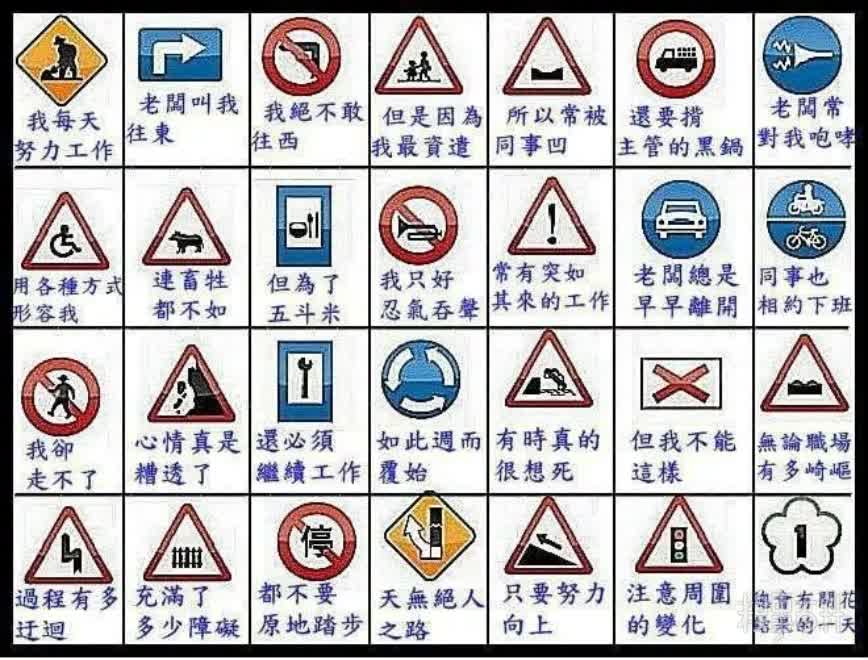 我每天
努力工作
老闆叫我
往東
我絕不敢
往西
但是因為
我最資遣
所以常被
同事凹
還要揹
主管的黑鍋
老闆常
對我咆哮
用各種方式
形容我
連畜牲
都不如
但為了
五斗米
我只好
忍氣吞聲
常有突如
其來的工作
老闆總是
早早離開
同事也
相約下班
我卻
走不了
心情真是
糟透了
還必須
繼續工作
如此週而
覆始
有時真的
很想死
但我不能
這樣
無論職場
有多崎嶇
過程有多
迂迴
充滿了
多少障礙
停
都不要
原地踏步
天無絕人
之路
只要努力
向上
注意周圍
的變化
1
總會有開花
結果的一天